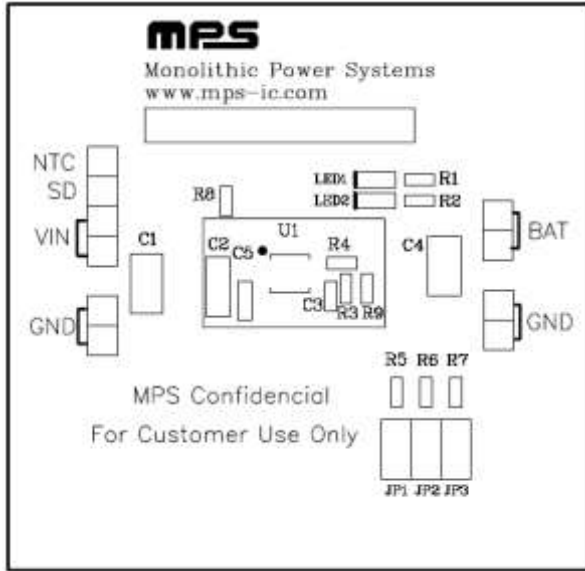 mps
Monolithic Power Systems
www.mps-ic.com
NTC
SD
VIN
GND
C1
R8
LED1
R1
LED2
R2
U1
C2
C5
R4
C3
R3
R9
C4
BAT
GND
R5 R6 R7
MPS Confidencial
For Customer Use Only
JP1 JP2 JP3